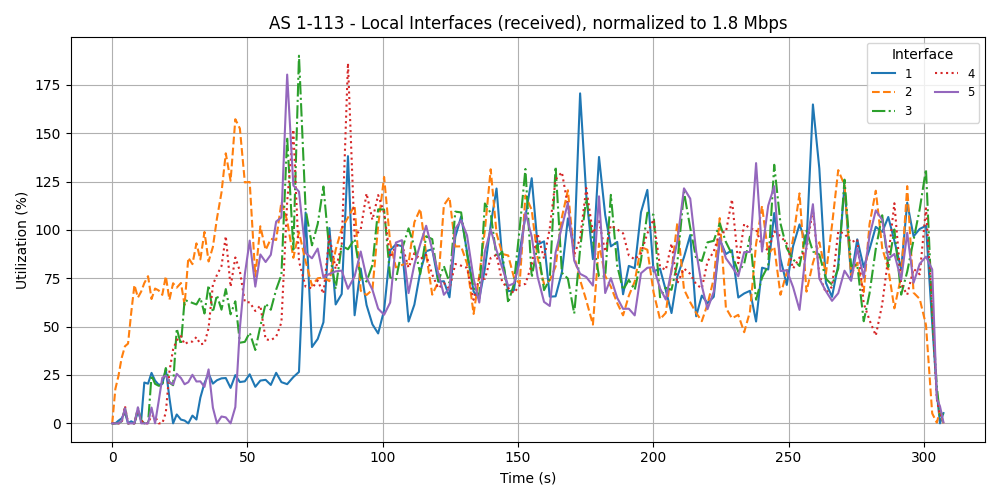 AS 1-113 - Local Interfaces (received), normalized to 1.8 Mbps
Interface
1
2
3
4
5
Utilization (%)
175
150
125
100
75
50
25
0
0 50 100 150 200 250 300
Time (s)